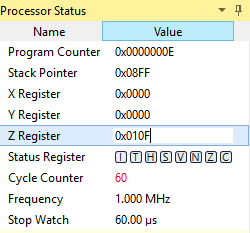 Processor Status
Name Value
Program Counter 0x0000000E
Stack Pointer 0x08FF
X Register 0x0000
Y Register 0x0000
Z Register 0x010F
Status Register I T H S V N Z C
Cycle Counter 60
Frequency 1.000 MHz
Stop Watch 60.00 µs